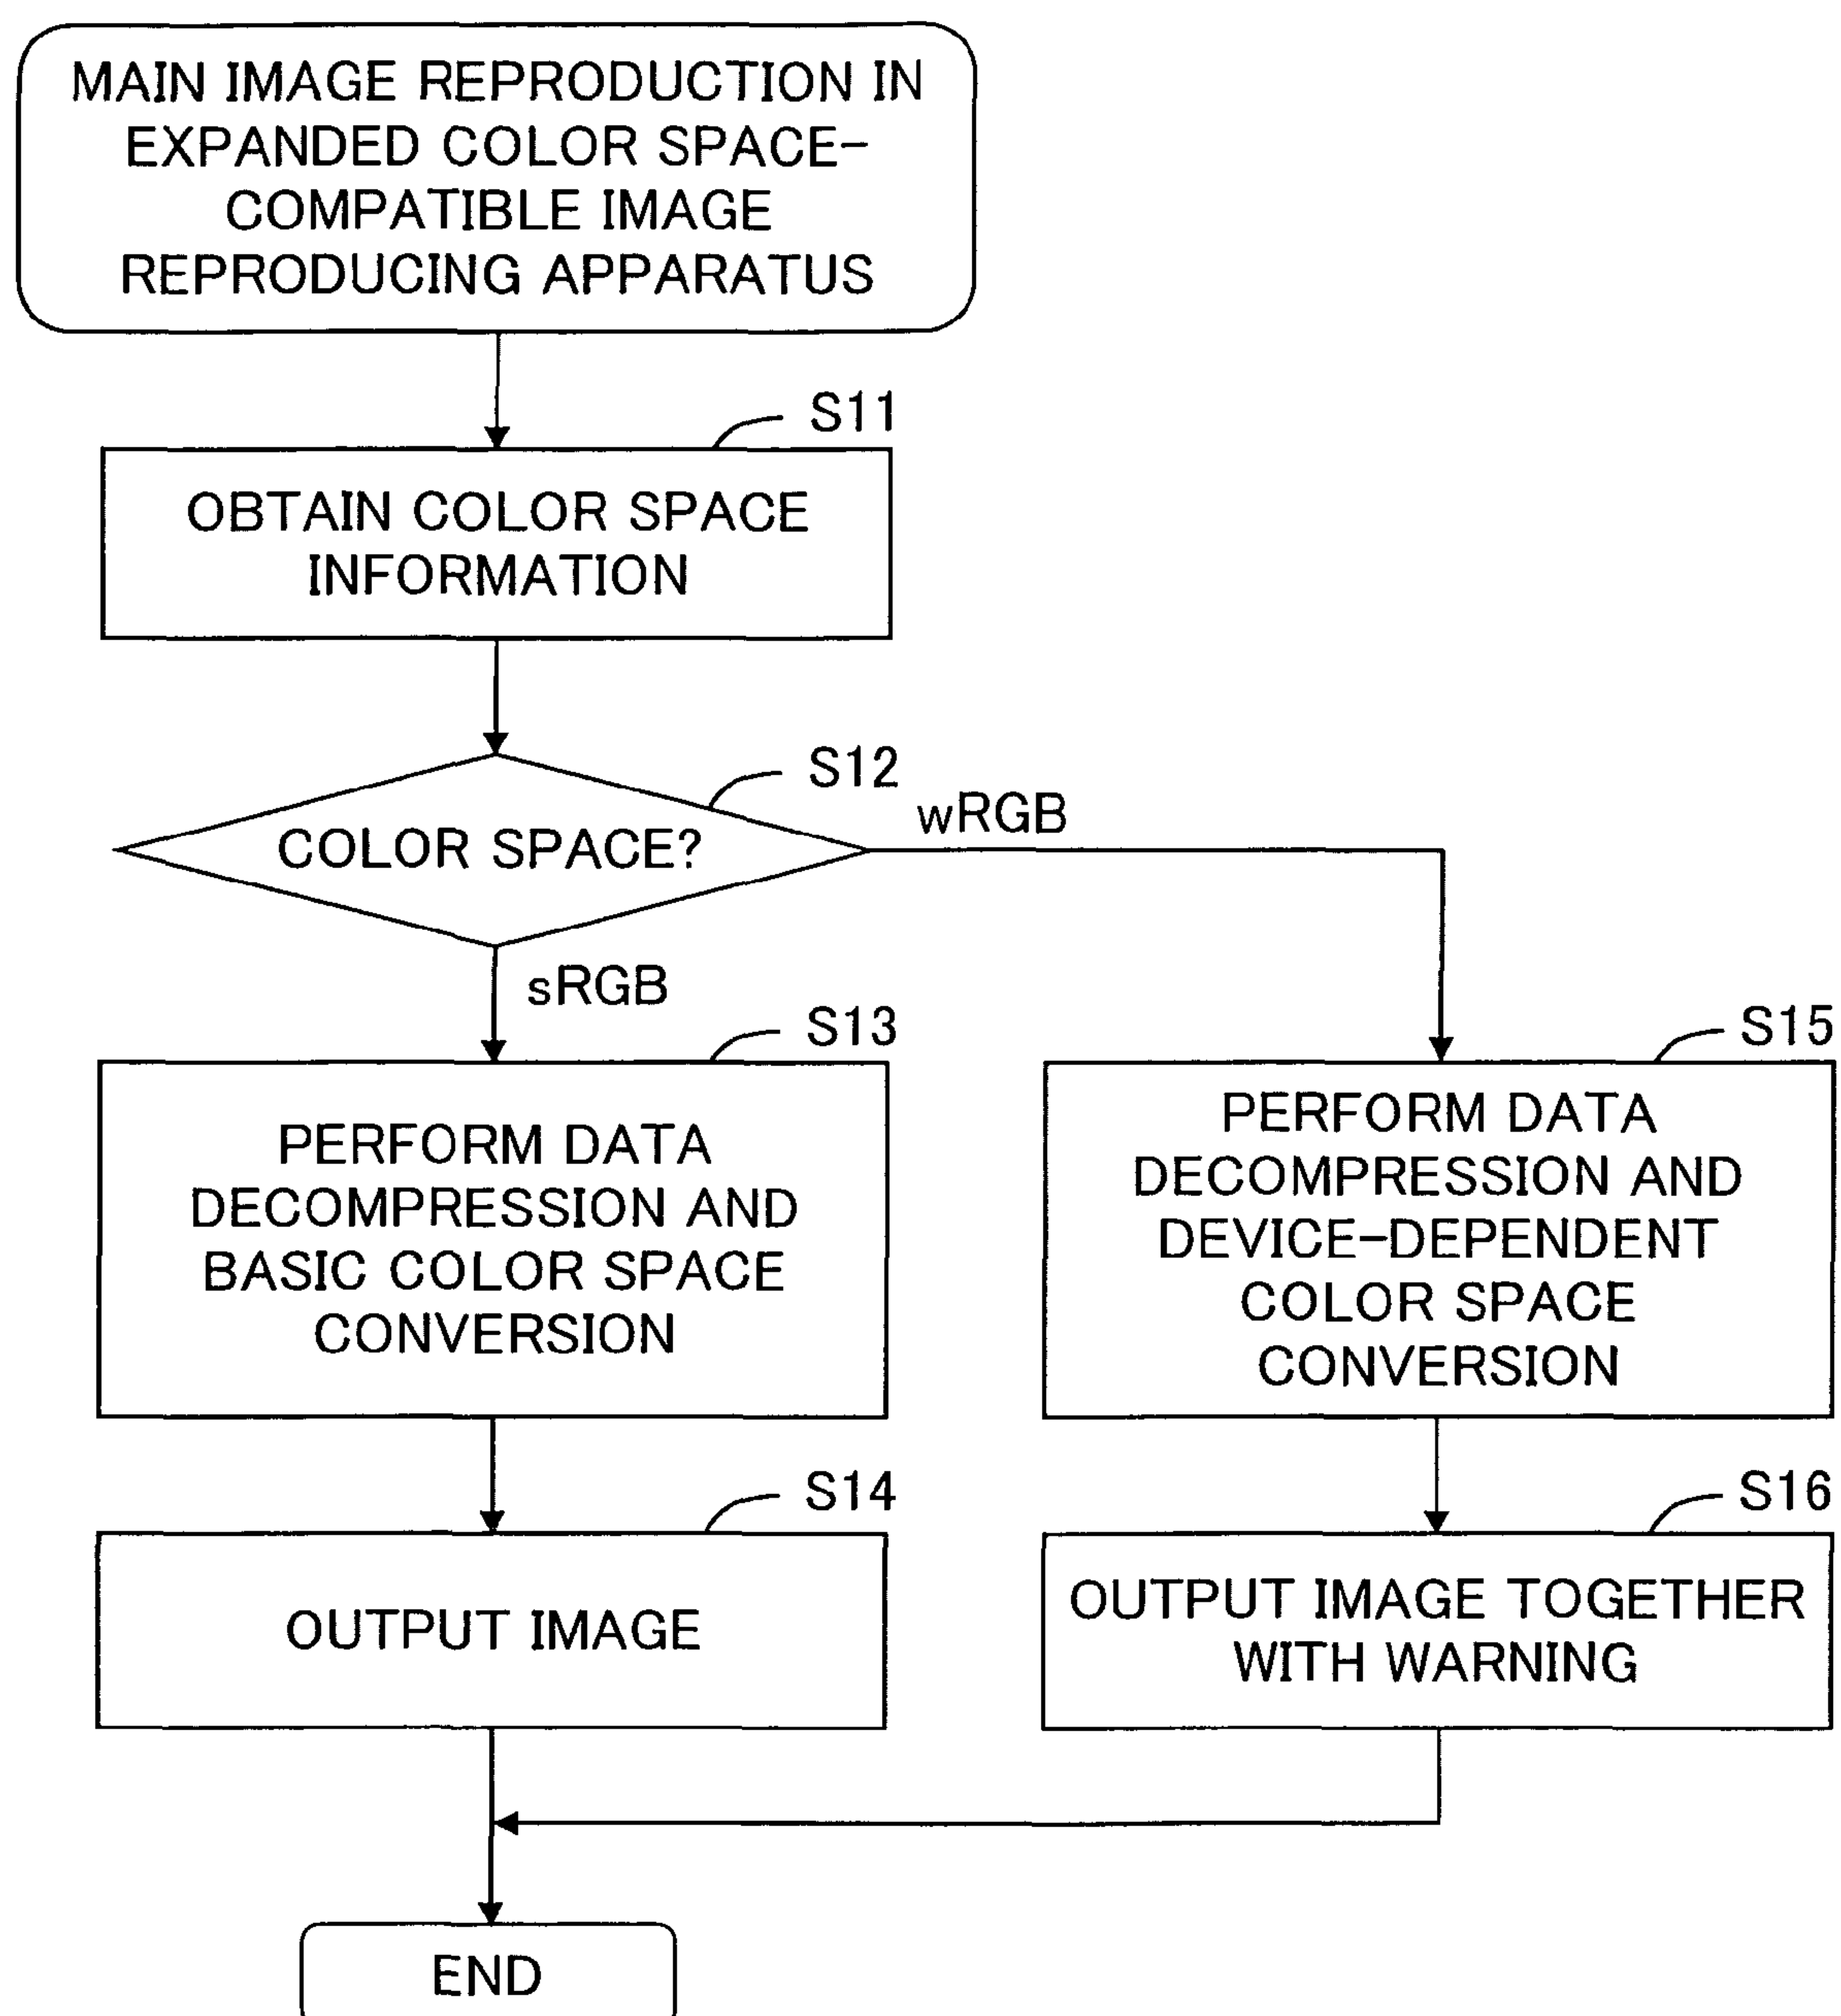 MAIN IMAGE REPRODUCTION IN
EXPANDED COLOR SPACE-
COMPATIBLE IMAGE
REPRODUCING APPARATUS
S11
OBTAIN COLOR SPACE
INFORMATION
S12
COLOR SPACE?
wRGB
sRGB
S13
PERFORM DATA
DECOMPRESSION AND
BASIC COLOR SPACE
CONVERSION
S15
PERFORM DATA
DECOMPRESSION AND
DEVICE-DEPENDENT
COLOR SPACE
CONVERSION
S14
OUTPUT IMAGE
S16
OUTPUT IMAGE TOGETHER
WITH WARNING
END